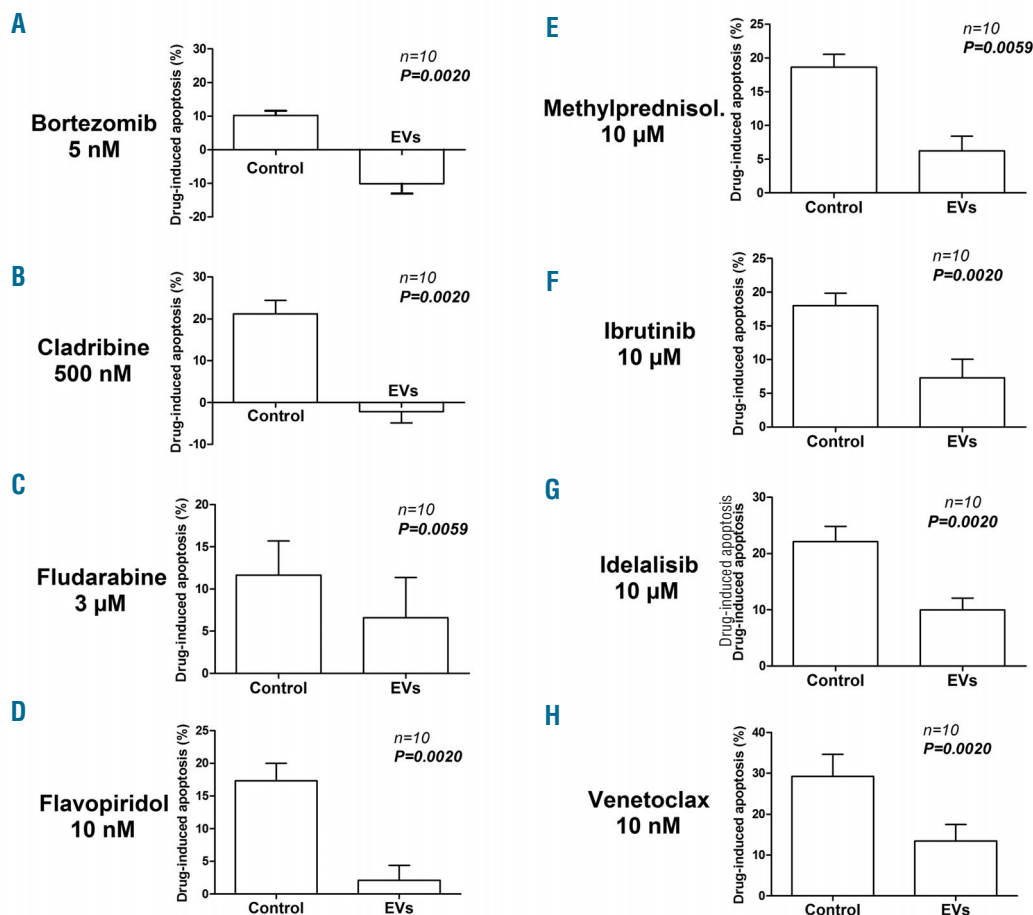 A
Bortezomib
5 nM
Drug-induced apoptosis (%)
30
20
10
0
-10
-20
n=10
P=0.0020
Control
EVs
B
Cladribine
500 nM
Drug-induced apoptosis (%)
30
20
10
0
-10
n=10
P=0.0020
Control
EVs
C
Fludarabine
3 µM
Drug-induced apoptosis (%)
20
15
10
5
0
n=10
P=0.0059
Control
EVs
D
Flavopiridol
10 nM
Drug-induced apoptosis (%)
25
20
15
10
5
0
n=10
P=0.0020
Control
EVs
E
Methylprednisol.
10 µM
Drug-induced apoptosis (%)
25
20
15
10
5
0
n=10
P=0.0059
Control
EVs
F
Ibrutinib
10 µM
Drug-induced apoptosis (%)
25
20
15
10
5
0
n=10
P=0.0020
Control
EVs
G
Idelalisib
10 µM
Drug-induced apoptosis
Drug-induced apoptosis
30
20
10
0
n=10
P=0.0020
Control
EVs
H
Venetoclax
10 nM
Drug-induced apoptosis (%)
40
30
20
10
0
n=10
P=0.0020
Control
EVs